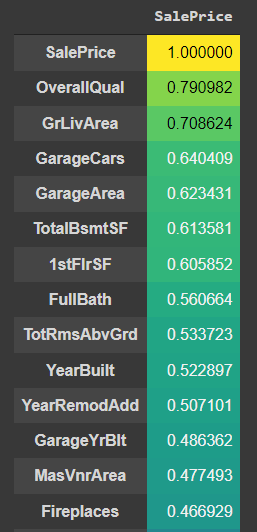 SalePrice
SalePrice 1.000000
OverallQual 0.790982
GrLivArea 0.708624
GarageCars 0.640409
GarageArea 0.623431
TotalBsmtSF 0.613581
1stFlrSF 0.605852
FullBath 0.560664
TotRmsAbvGrd 0.533723
YearBuilt 0.522897
YearRemodAdd 0.507101
GarageYrBlt 0.486362
MasVnrArea 0.477493
Fireplaces 0.466929